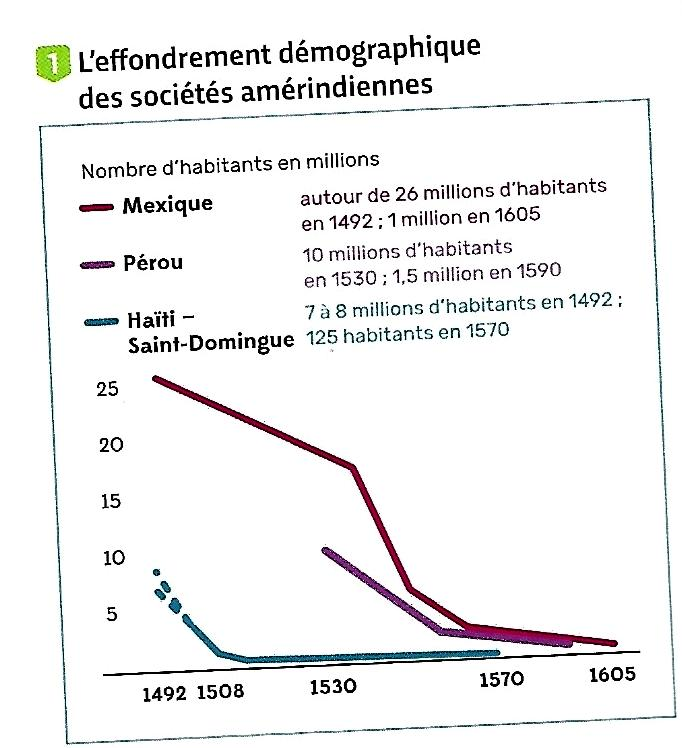 1 L'effondrement démographique
des sociétés amérindiennes
Nombre d'habitants en millions
Mexique
autour de 26 millions d'habitants
en 1492 ; 1 million en 1605
Pérou
10 millions d'habitants
en 1530 ; 1,5 million en 1590
Haïti –
Saint-Domingue
7 à 8 millions d'habitants en 1492 ;
125 habitants en 1570
25
20
15
10
5
1492 1508 1530 1570 1605